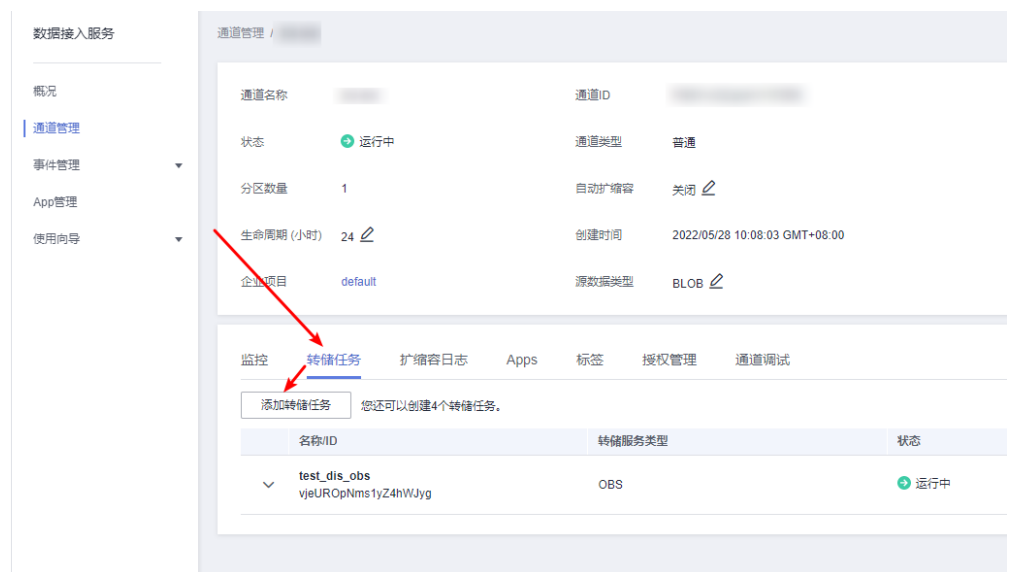 数据接入服务
概况
通道管理
事件管理
App管理
使用向导
通道管理 /
通道名称
通道ID
状态 运行中
通道类型 普通
分区数量 1
自动扩缩容 关闭
生命周期 (小时) 24
创建时间 2022/05/28 10:08:03 GMT+08:00
企业项目 default
源数据类型 BLOB
监控 转储任务 扩缩容日志 Apps 标签 授权管理 通道调试
添加转储任务 您还可以创建4个转储任务。
名称/ID 转储服务类型 状态
test_dis_obs
vjeUROpNms1yZ4hWJyg
OBS
运行中